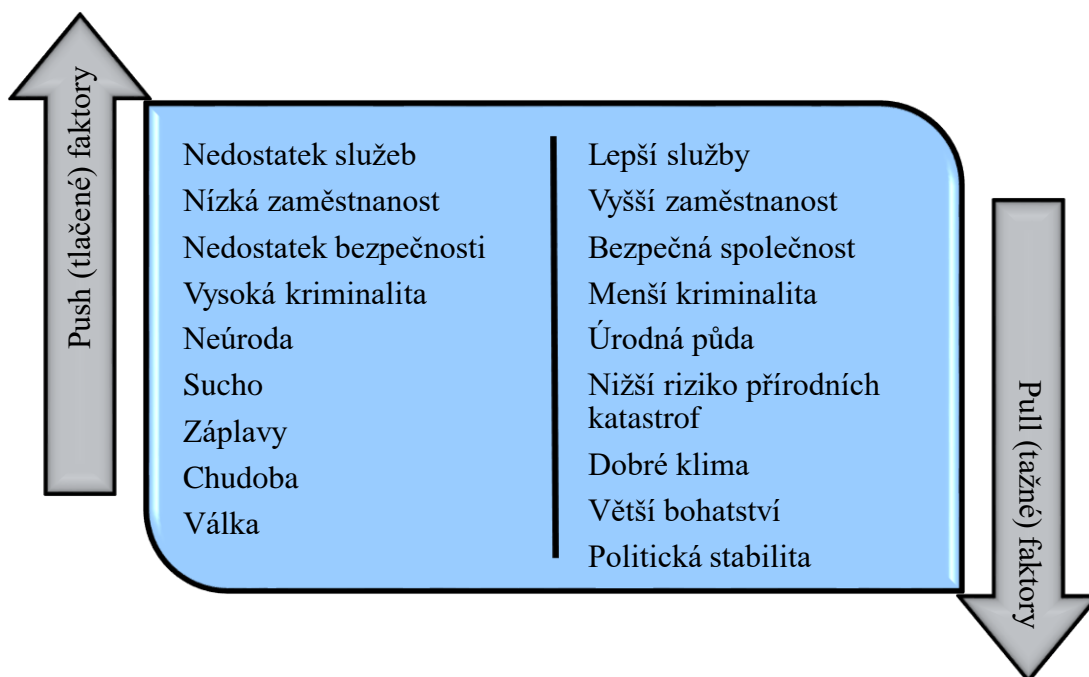 Push (tlačené) faktory
Nedostatek služeb
Nízká zaměstnanost
Nedostatek bezpečnosti
Vysoká kriminalita
Neúroda
Sucho
Záplavy
Chudoba
Válka
Lepší služby
Vyšší zaměstnanost
Bezpečná společnost
Menší kriminalita
Úrodná půda
Nižší riziko přírodních
katastrof
Dobré klima
Větší bohatství
Politická stabilita
Pull (tažné) faktory